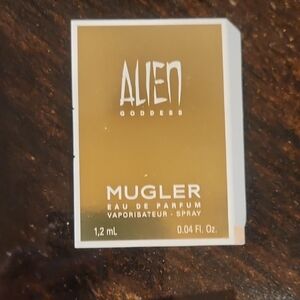 ALIEN
GODDESS
MUGLER
EAU DE PARFUM
VAPORISATEUR - SPRAY
1,2 mL 0.04 Fl. Oz.